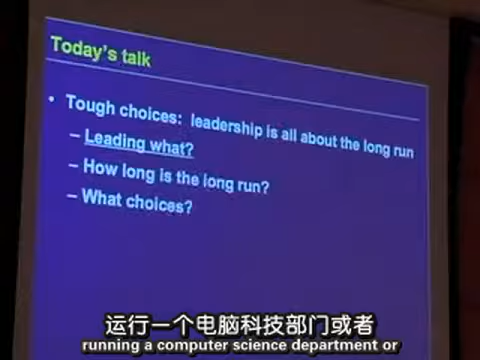 Today's talk
• Tough choices: leadership is all about the long run
– Leading what?
– How long is the long run?
– What choices?
运行一个电脑科技部门或者
running a computer science department or